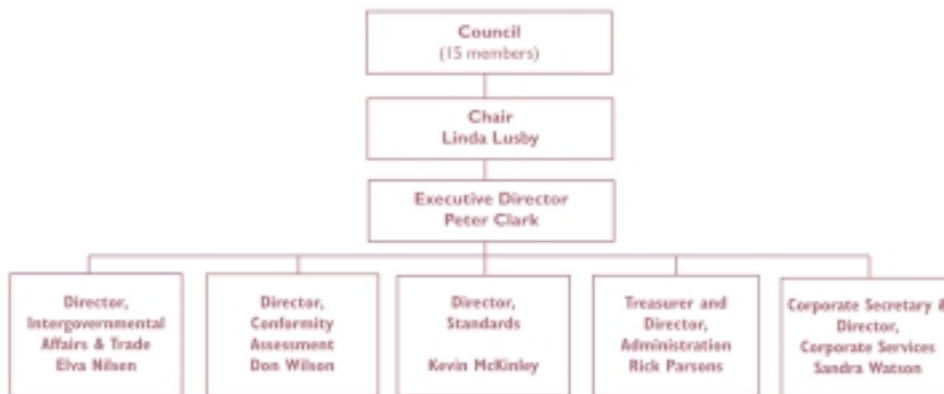 Council
(15 members)
Chair
Linda Lusby
Executive Director
Peter Clark
Director,
Intergovernmental
Affairs & Trade
Elva Nilsen
Director,
Conformity
Assessment
Don Wilson
Director,
Standards
Kevin McKinley
Treasurer and
Director,
Administration
Rick Parsons
Corporate Secretary &
Director,
Corporate Services
Sandra Watson